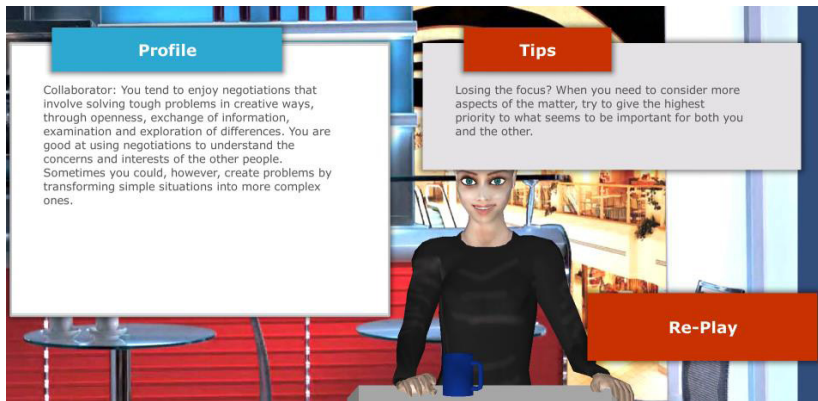 Profile
Collaborator: You tend to enjoy negotiations that
involve solving tough problems in creative ways,
through openness, exchange of information,
examination and exploration of differences. You are
good at using negotiations to understand the
concerns and interests of the other people.
Sometimes you could, however, create problems by
transforming simple situations into more complex
ones.
Tips
Losing the focus? When you need to consider more
aspects of the matter, try to give the highest
priority to what seems to be important for both you
and the other.
Re-Play